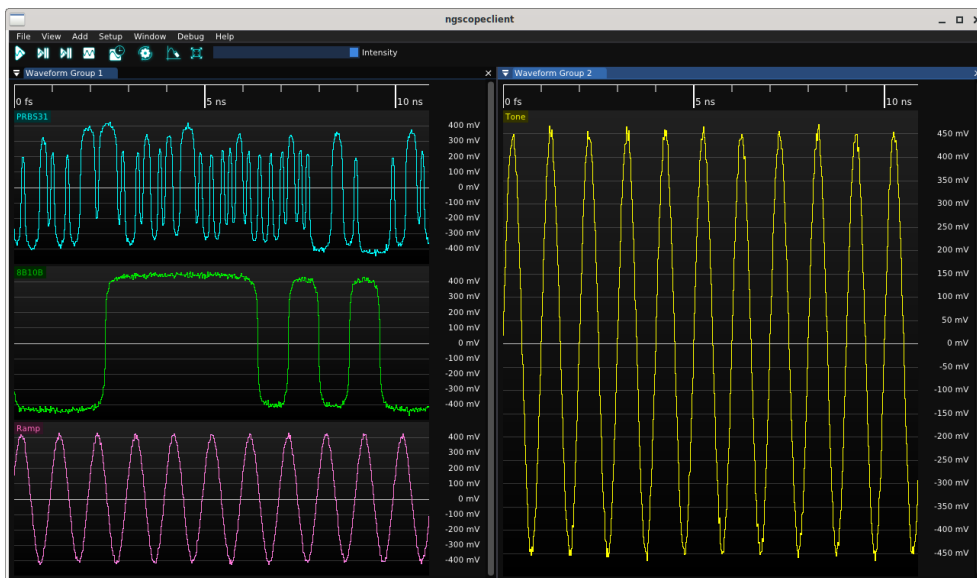 ngscopeclient
File View Add Setup Window Debug Help
Intensity
Waveform Group 1
0 fs 5 ns 10 ns
PRBS31
400 mV
300 mV
200 mV
100 mV
0 mV
-100 mV
-200 mV
-300 mV
-400 mV
8B10B
400 mV
300 mV
200 mV
100 mV
0 mV
-100 mV
-200 mV
-300 mV
-400 mV
Ramp
400 mV
300 mV
200 mV
100 mV
0 mV
-100 mV
-200 mV
-300 mV
-400 mV
Waveform Group 2
0 fs 5 ns 10 ns
Tone
450 mV
400 mV
350 mV
300 mV
250 mV
200 mV
150 mV
100 mV
50 mV
0 mV
-50 mV
-100 mV
-150 mV
-200 mV
-250 mV
-300 mV
-350 mV
-400 mV
-450 mV